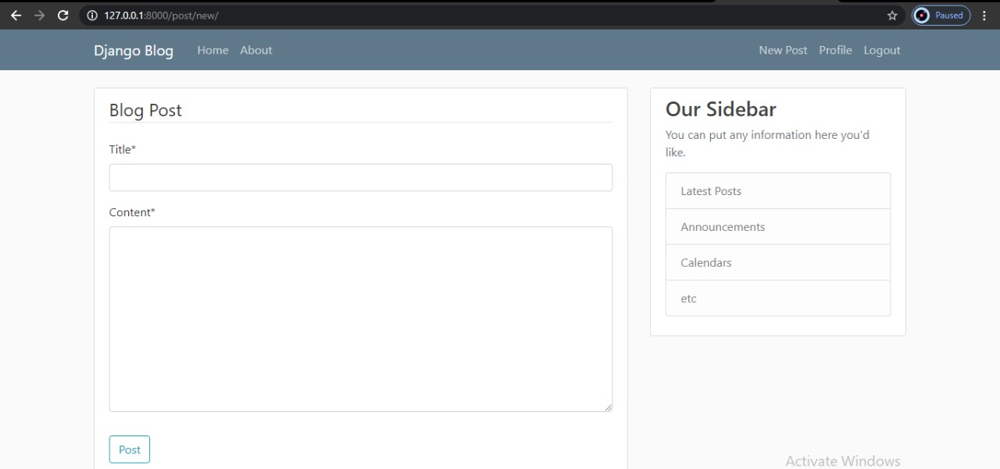 127.0.0.1:8000/post/new/
Paused
Django Blog Home About New Post Profile Logout
Blog Post
Title*
Content*
Post
Our Sidebar
You can put any information here you'd
like.
Latest Posts
Announcements
Calendars
etc
Activate Windows